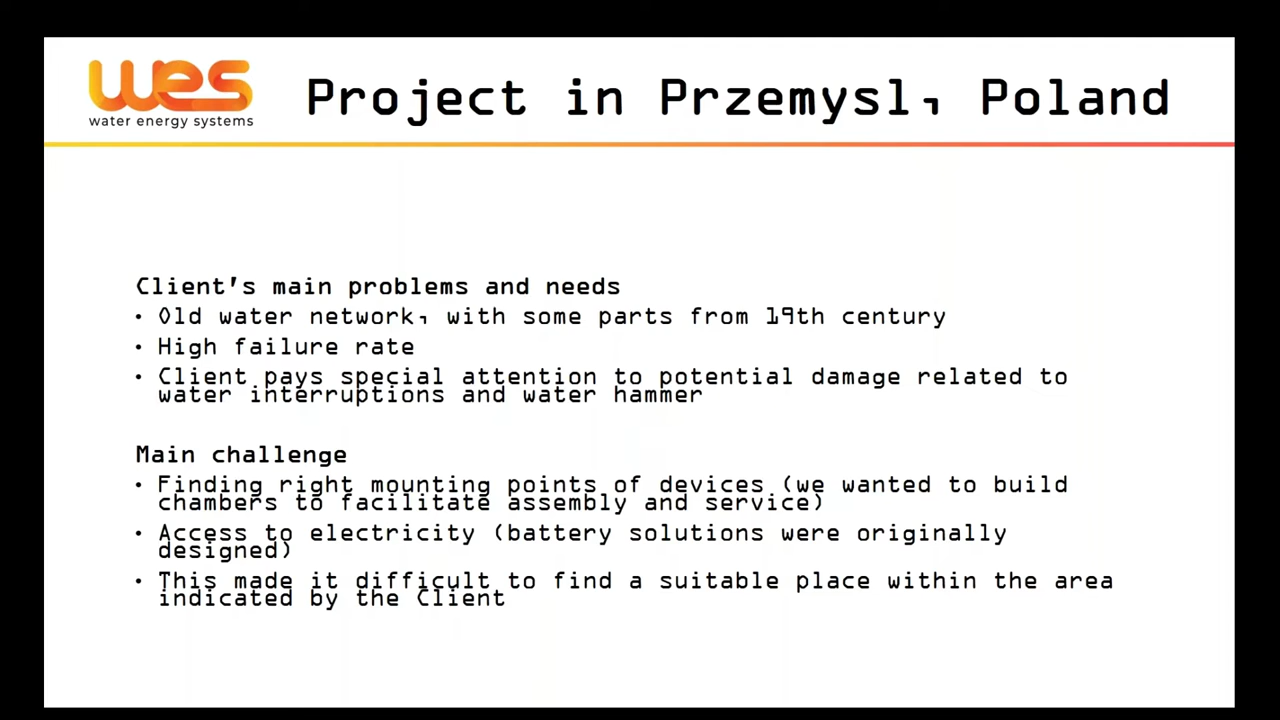 wes
water energy systems
Project in Przemysl, Poland
Client's main problems and needs
• Old water network, with some parts from 19th century
• High failure rate
• Client pays special attention to potential damage related to
water interruptions and water hammer
Main challenge
• Finding right mounting points of devices (we wanted to build
chambers to facilitate assembly and service)
• Access to electricity (battery solutions were originally
designed)
• This made it difficult to find a suitable place within the area
indicated by the Client